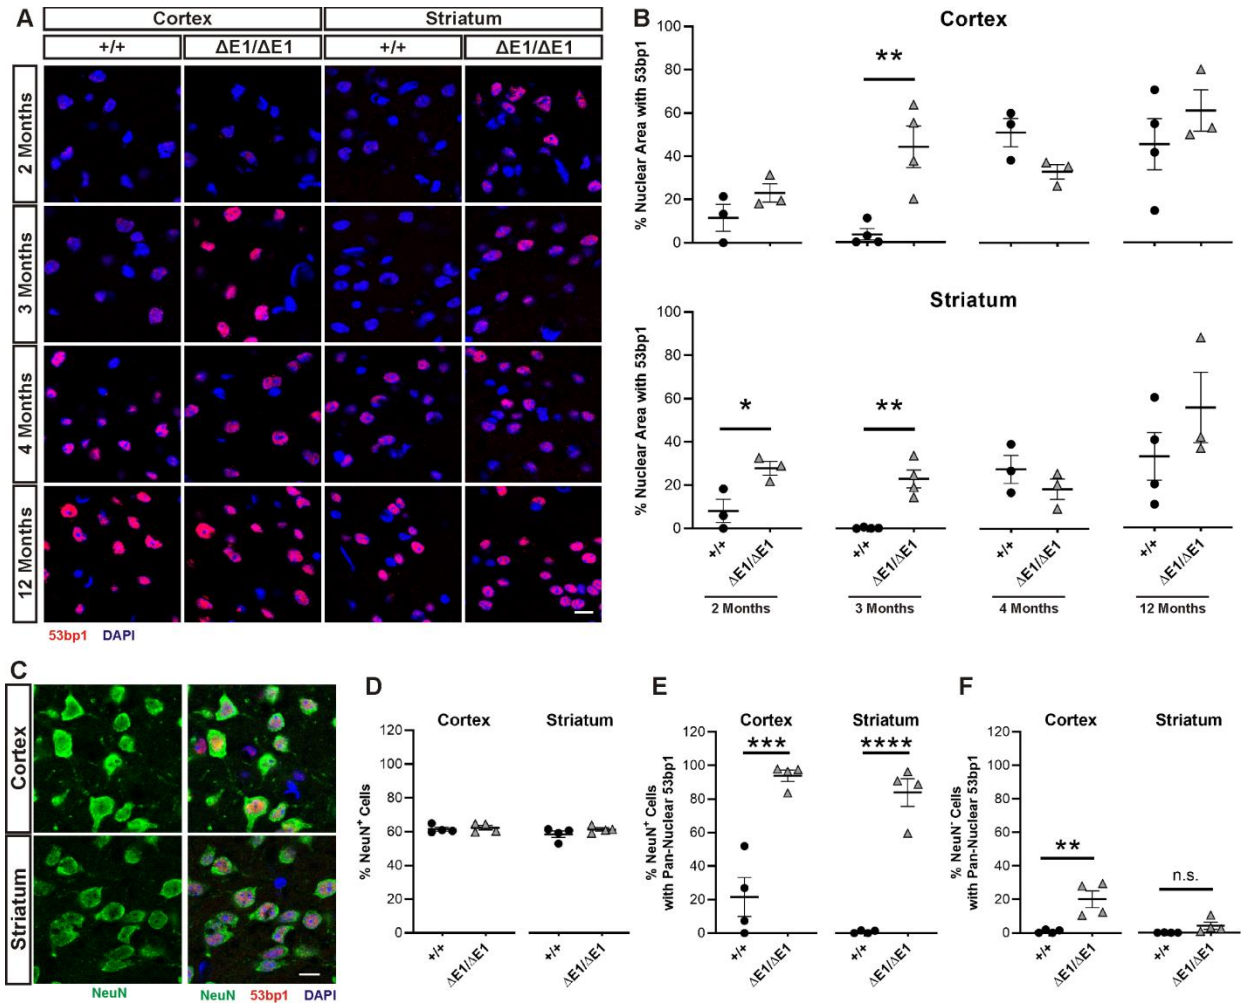 A
Cortex
Striatum
+/+
ΔE1/ΔE1
+/+
ΔE1/ΔE1
2 Months
3 Months
4 Months
12 Months
53bp1 DAPI
B
Cortex
% Nuclear Area with 53bp1
100
80
60
40
20
0
**
Striatum
% Nuclear Area with 53bp1
100
80
60
40
20
0
*
**
+/+
ΔE1/ΔE1
+/+
ΔE1/ΔE1
+/+
ΔE1/ΔE1
+/+
ΔE1/ΔE1
2 Months
3 Months
4 Months
12 Months
C
Cortex
Striatum
NeuN
NeuN 53bp1 DAPI
D
Cortex
Striatum
% NeuN⁺ Cells
120
100
80
60
40
20
0
+/+
ΔE1/ΔE1
+/+
ΔE1/ΔE1
E
Cortex
Striatum
% NeuN⁺ Cells
with Pan-Nuclear 53bp1
120
100
80
60
40
20
0
***
****
+/+
ΔE1/ΔE1
+/+
ΔE1/ΔE1
F
Cortex
Striatum
% NeuN⁻ Cells
with Pan-Nuclear 53bp1
120
100
80
60
40
20
0
**
n.s.
+/+
ΔE1/ΔE1
+/+
ΔE1/ΔE1